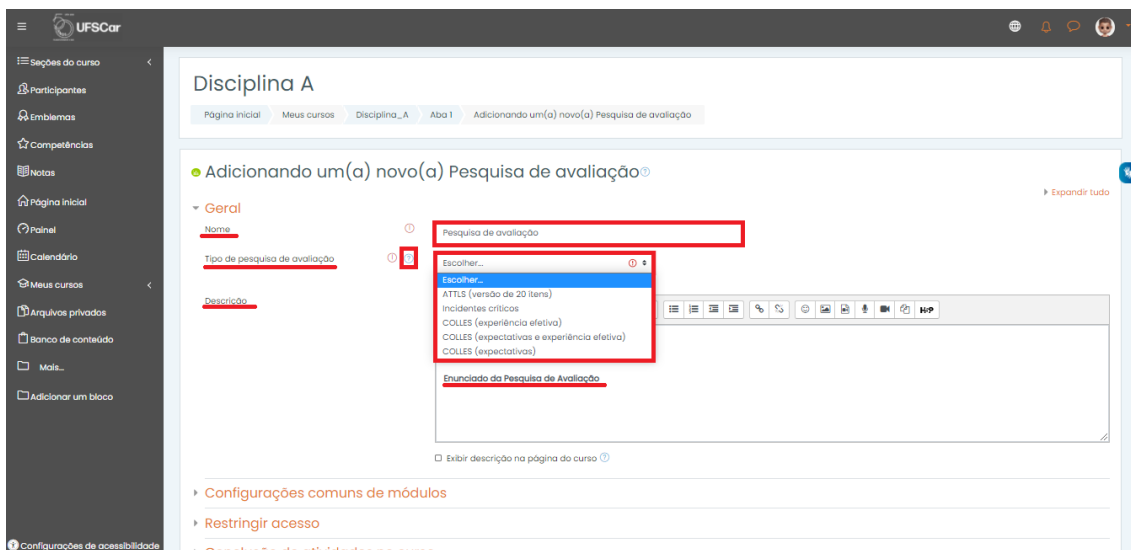 UFSCar
Seções do curso
Participantes
Emblemas
Competências
Notas
Página inicial
Painel
Calendário
Meus cursos
Arquivos privados
Banco de conteúdo
Mais...
Adicionar um bloco
Configurações de acessibilidade
Disciplina A
Página inicial Meus cursos Disciplina_A Aba 1 Adicionando um(a) novo(a) Pesquisa de avaliação
Adicionando um(a) novo(a) Pesquisa de avaliação
Expandir tudo
Geral
Nome Pesquisa de avaliação
Tipo de pesquisa de avaliação Escolher...
Escolher...
ATTLS (versão de 20 itens)
Incidentes críticos
COLLES (experiência efetiva)
COLLES (expectativas e experiência efetiva)
COLLES (expectativas)
Descrição
H-P
Enunciado da Pesquisa de Avaliação
Exibir descrição na página do curso
Configurações comuns de módulos
Restringir acesso